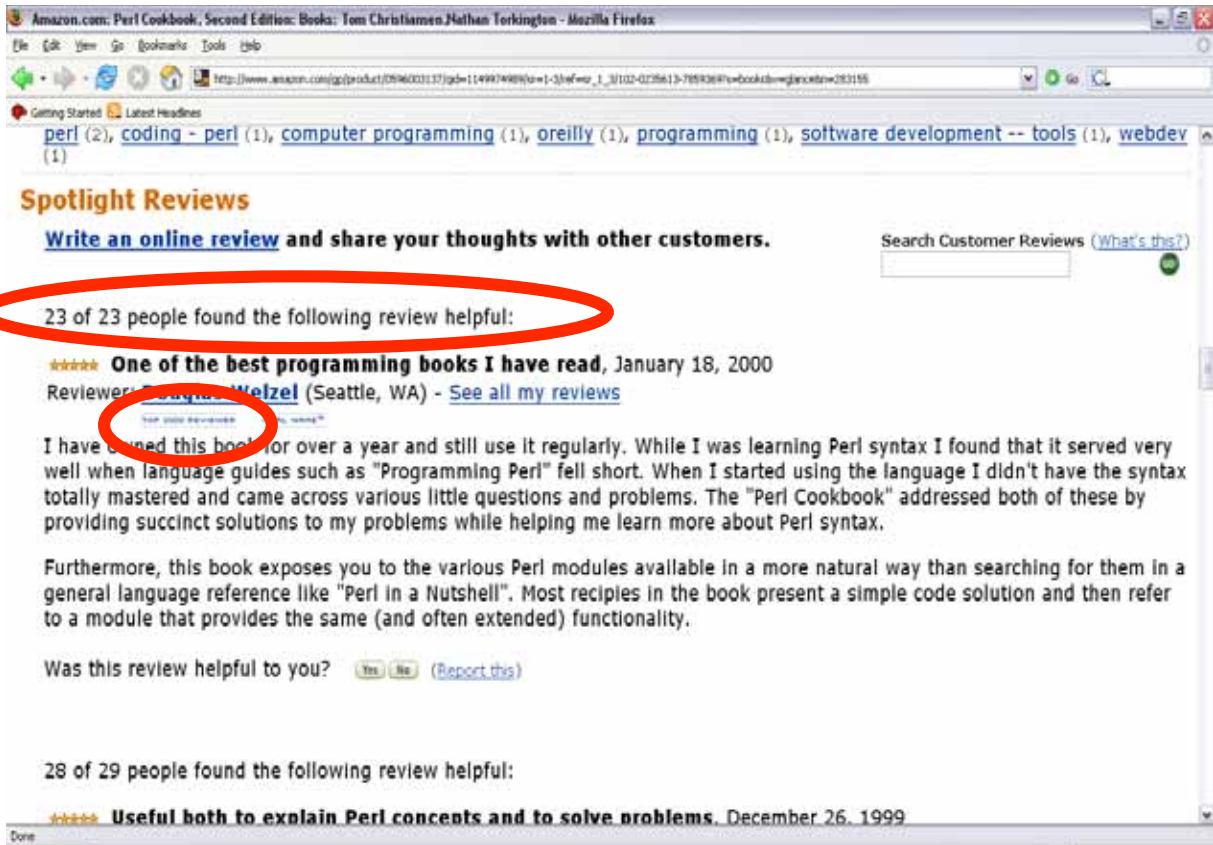 Amazon.com: Perl Cookbook, Second Edition: Books: Tom Christiansen,Nathan Torkington - Mozilla Firefox
File Edit View Go Bookmarks Tools Help
Go
Getting Started Latest Headlines
perl (2), coding - perl (1), computer programming (1), oreilly (1), programming (1), software development -- tools (1), webdev
(1)
Spotlight Reviews
Write an online review and share your thoughts with other customers.
Search Customer Reviews (What's this?)
GO
23 of 23 people found the following review helpful:
One of the best programming books I have read, January 18, 2000
Reviewer: Douglas Welzel (Seattle, WA) - See all my reviews
I have owned this book for over a year and still use it regularly. While I was learning Perl syntax I found that it served very
well when language guides such as "Programming Perl" fell short. When I started using the language I didn't have the syntax
totally mastered and came across various little questions and problems. The "Perl Cookbook" addressed both of these by
providing succinct solutions to my problems while helping me learn more about Perl syntax.
Furthermore, this book exposes you to the various Perl modules available in a more natural way than searching for them in a
general language reference like "Perl in a Nutshell". Most recipies in the book present a simple code solution and then refer
to a module that provides the same (and often extended) functionality.
Was this review helpful to you? Yes No (Report this)
28 of 29 people found the following review helpful:
Useful both to explain Perl concepts and to solve problems, December 26, 1999
Done